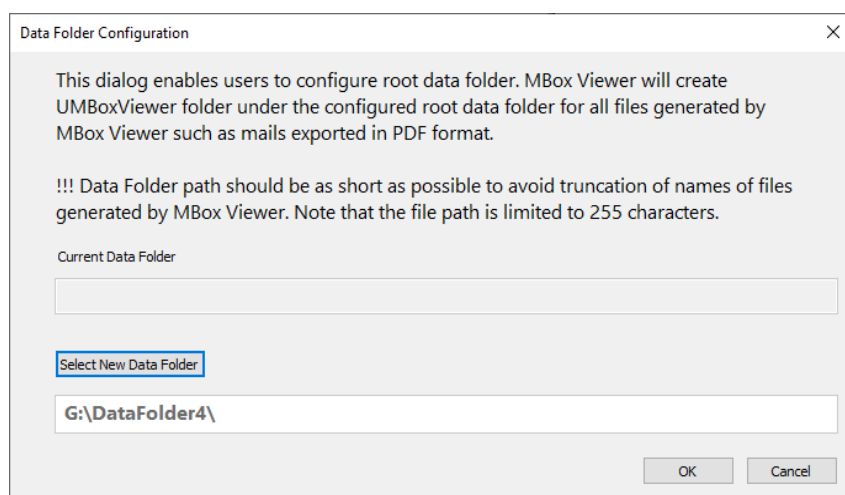 Data Folder Configuration
This dialog enables users to configure root data folder. MBox Viewer will create
UMBoxViewer folder under the configured root data folder for all files generated by
MBox Viewer such as mails exported in PDF format.
!!! Data Folder path should be as short as possible to avoid truncation of names of files
generated by MBox Viewer. Note that the file path is limited to 255 characters.
Current Data Folder
Select New Data Folder
G:\DataFolder4\
OK Cancel